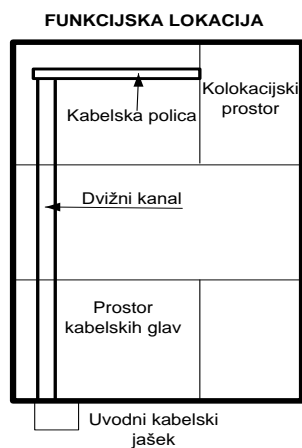 FUNKCIJSKA LOKACIJA
Kolokacijski
prostor
Kabelska polica
Dvižni kanal
Prostor
kabelskih glav
Uvodni kabelski
jašek